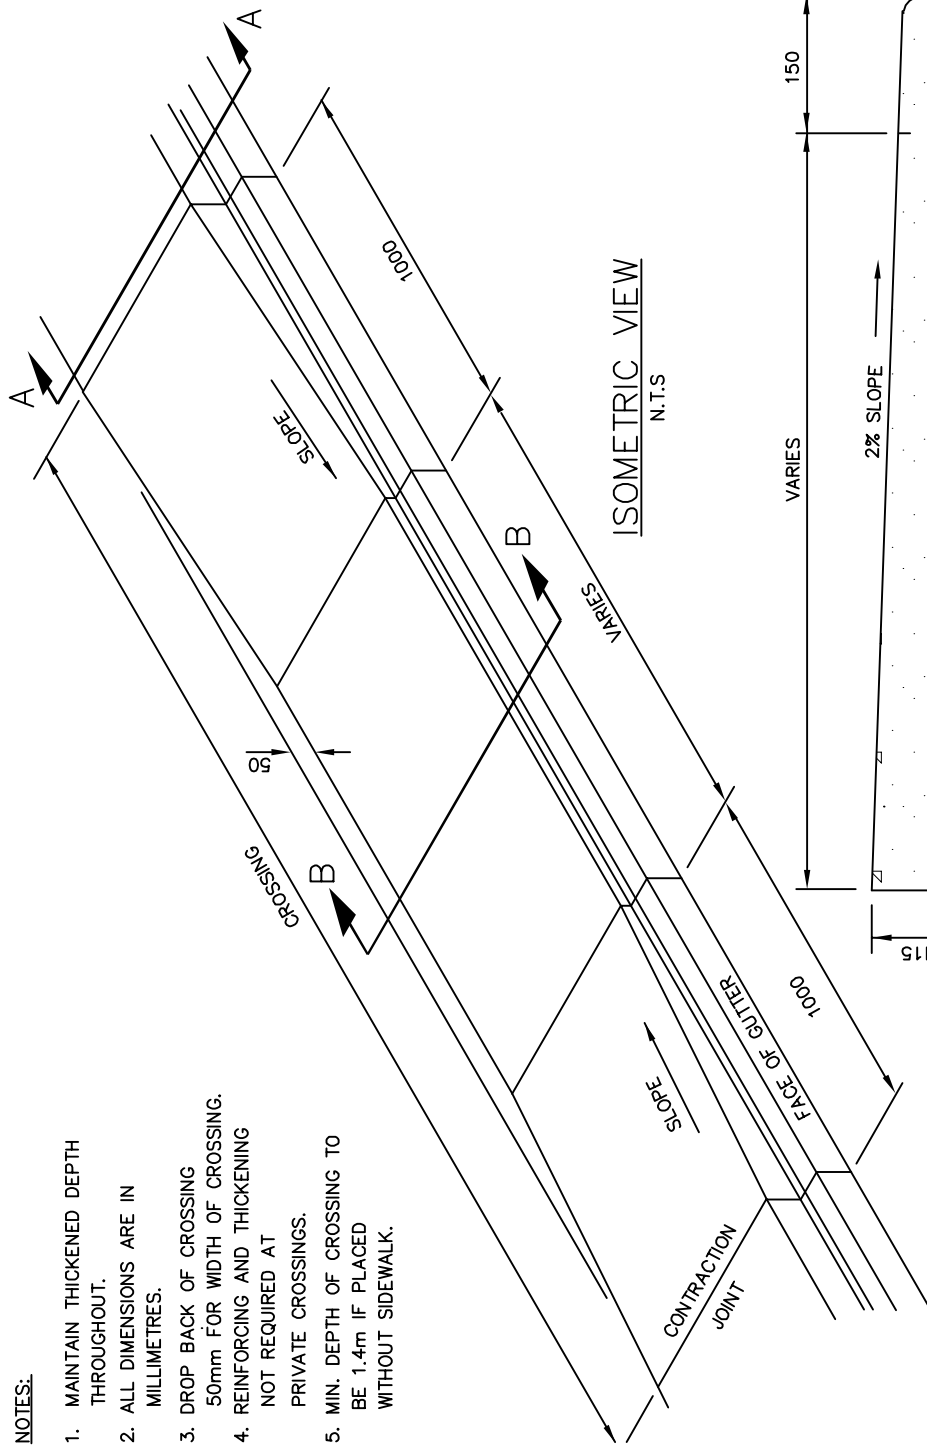 NOTES:
1. MAINTAIN THICKENED DEPTH
THROUGHOUT.
2. ALL DIMENSIONS ARE IN
MILLIMETRES.
3. DROP BACK OF CROSSING
50mm FOR WIDTH OF CROSSING.
4. REINFORCING AND THICKENING
NOT REQUIRED AT
PRIVATE CROSSINGS.
5. MIN. DEPTH OF CROSSING TO
BE 1.4m IF PLACED
WITHOUT SIDEWALK.
A
A
CROSSING
SLOPE
1000
50
B
B
VARIES
SLOPE
FACE OF GUTTER
1000
CONTRACTION
JOINT
ISOMETRIC VIEW
N.T.S
VARIES
150
2% SLOPE
115